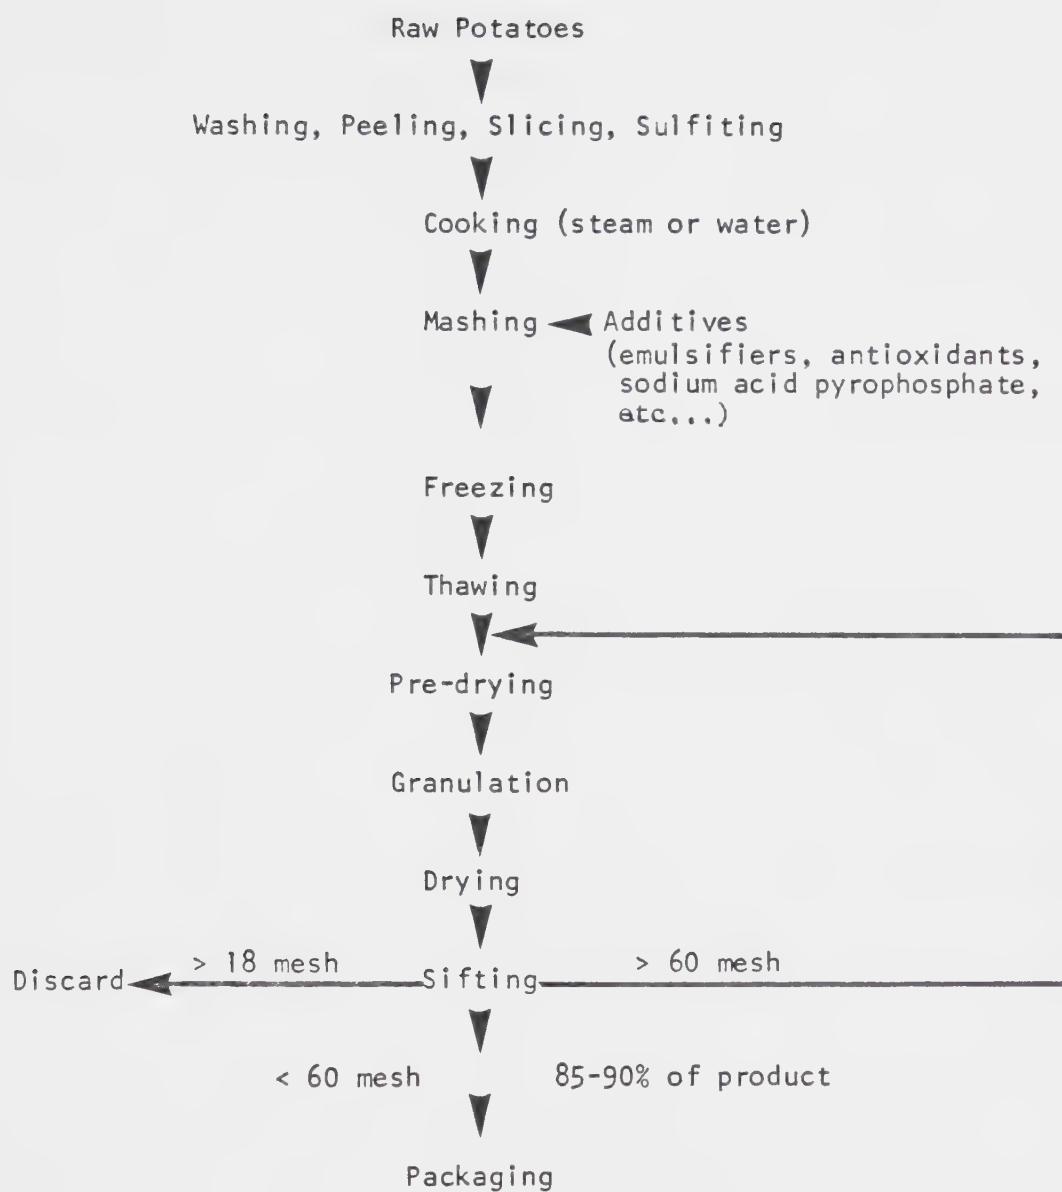 Raw Potatoes
Washing, Peeling, Slicing, Sulfiting
Cooking (steam or water)
Mashing Additives
(emulsifiers, antioxidants,
sodium acid pyrophosphate,
etc...)
Freezing
Thawing
Pre-drying
Granulation
Drying
Discard > 18 mesh Sifting > 60 mesh
< 60 mesh 85-90% of product
Packaging